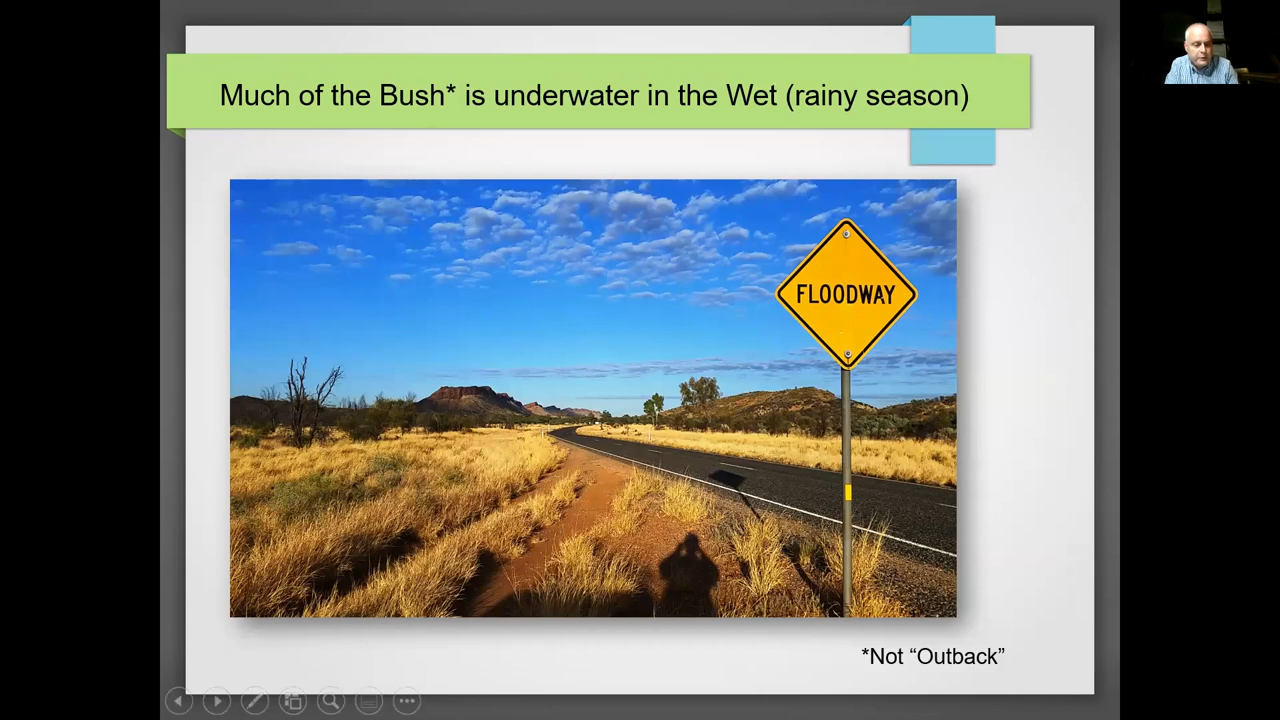 Much of the Bush* is underwater in the Wet (rainy season)
FLOODWAY
*Not “Outback”